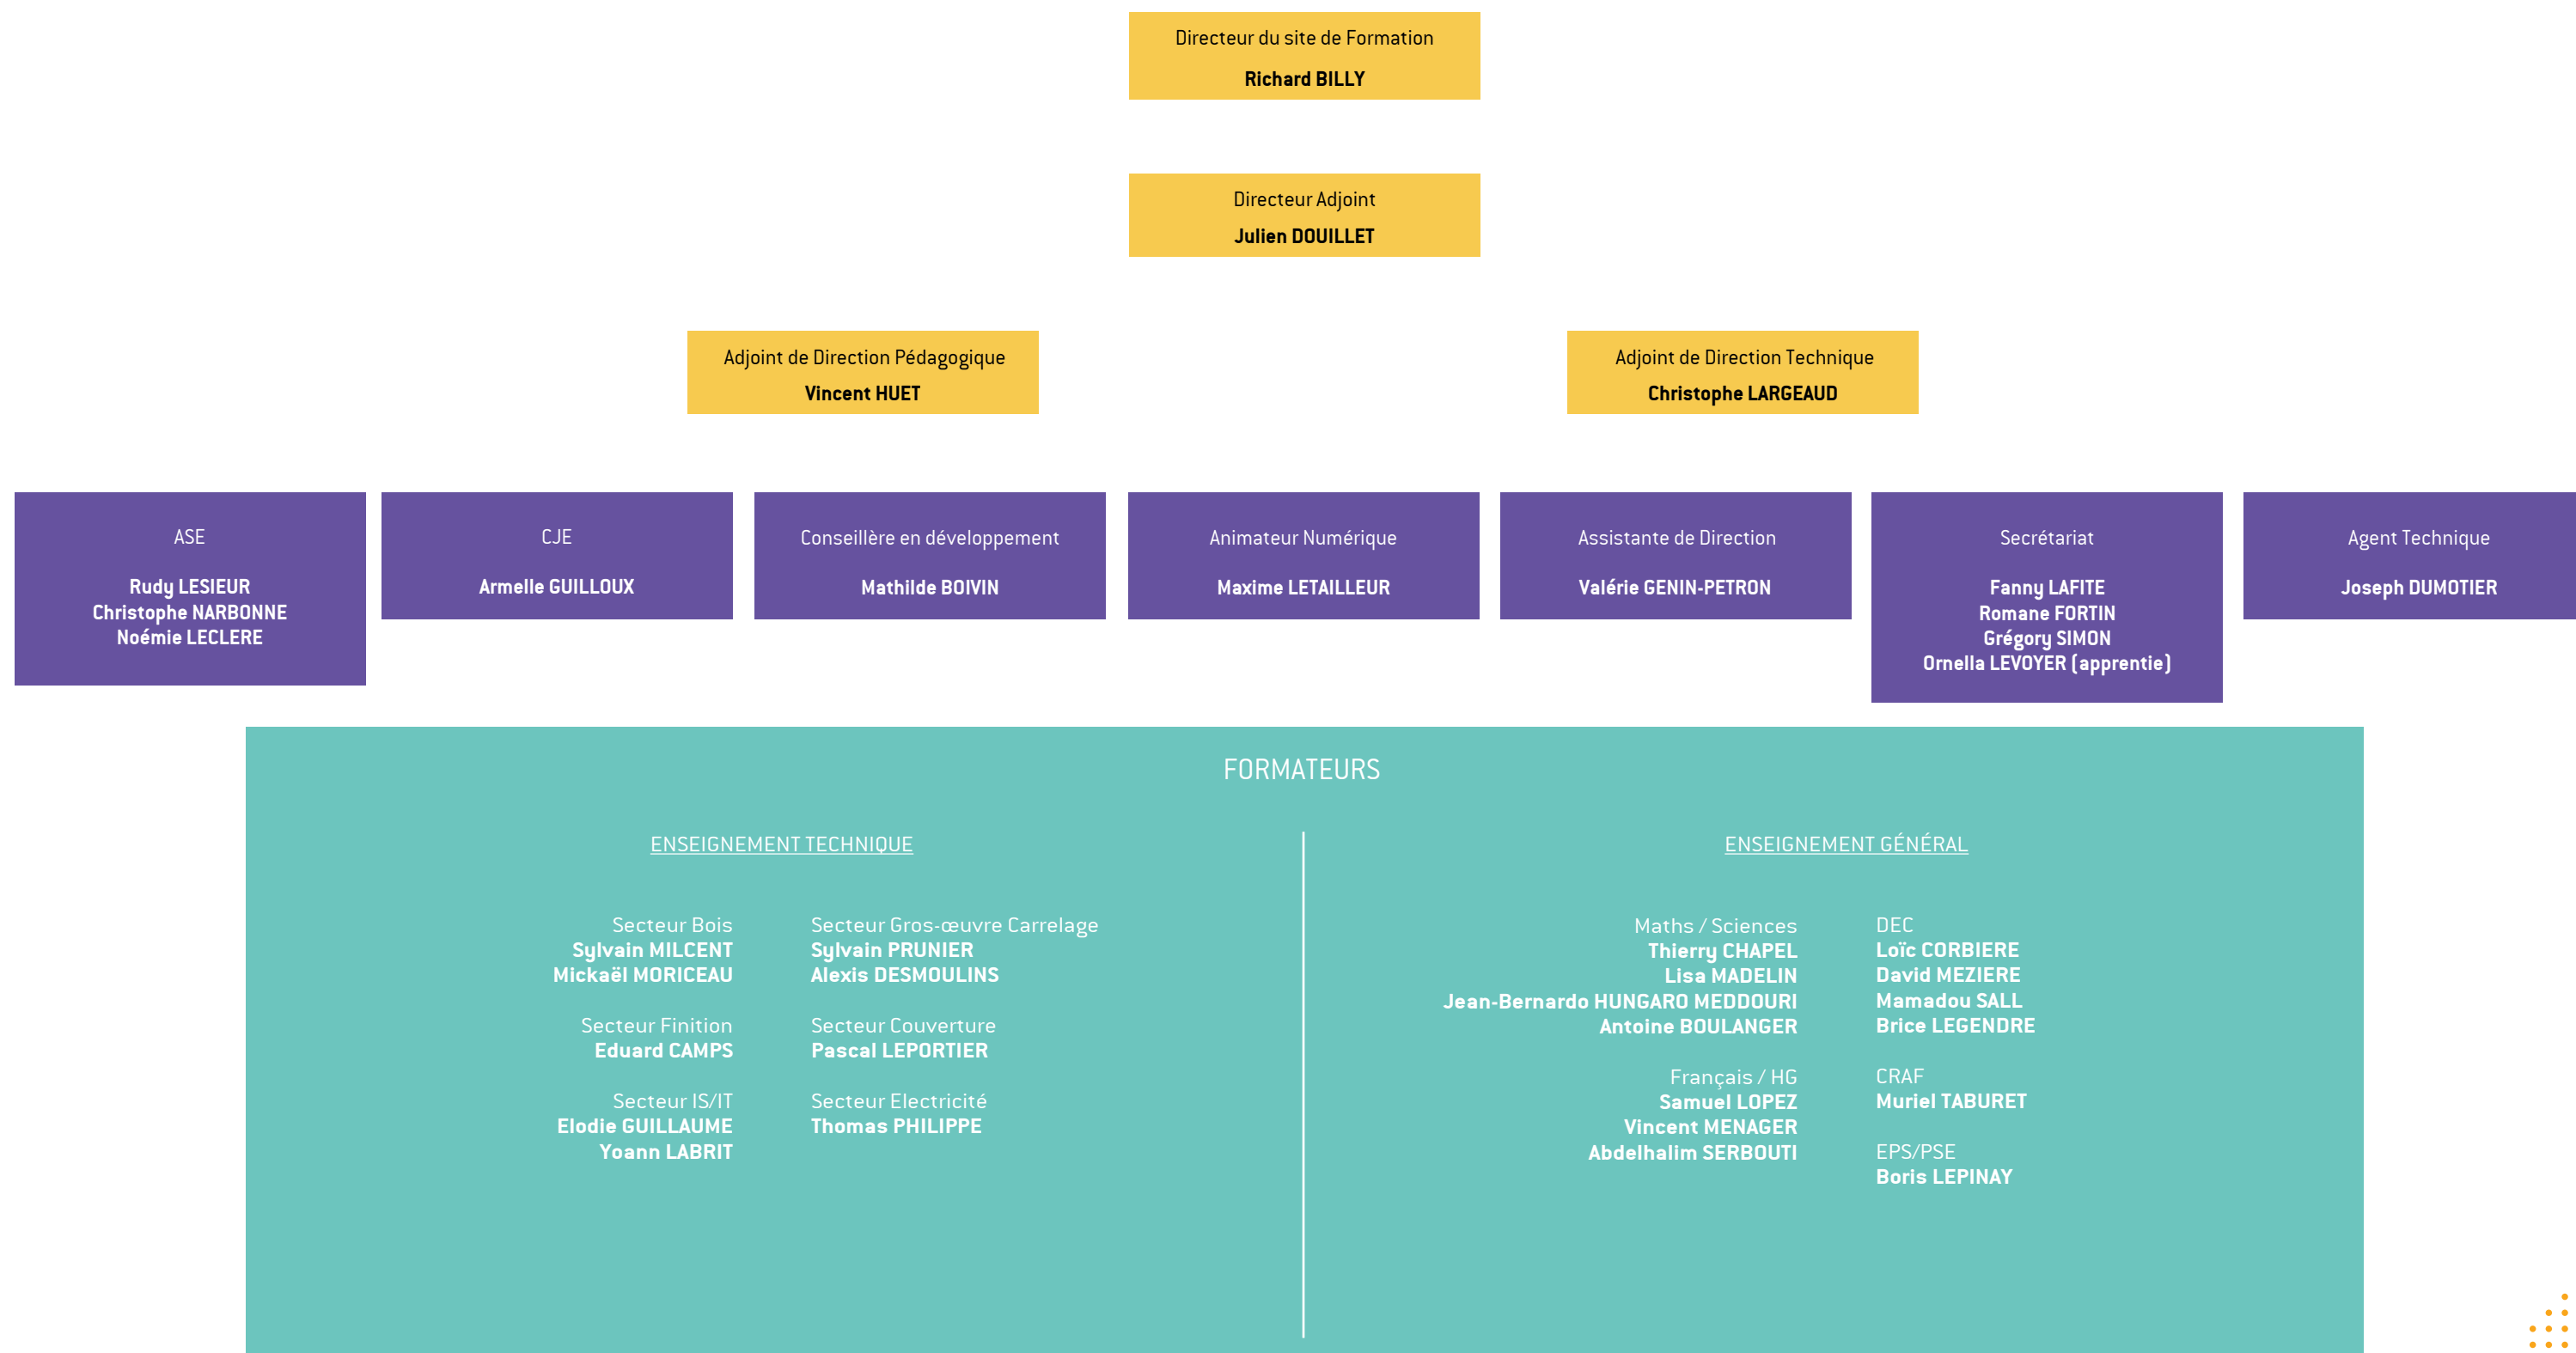 Directeur du site de Formation
Richard BILLY
Directeur Adjoint
Julien DOUILLET
Adjoint de Direction Pédagogique
Vincent HUET
Adjoint de Direction Technique
Christophe LARGEAUD
ASE
Rudy LESIEUR
Christophe NARBONNE
Noémie LECLERE
CJE
Armelle GUILLOUX
Conseillère en développement
Mathilde BOIVIN
Animateur Numérique
Maxime LETAILLEUR
Assistante de Direction
Valérie GENIN-PETRON
Secrétariat
Fanny LAFITE
Romane FORTIN
Grégory SIMON
Ornella LEVOYER (apprentie)
Agent Technique
Joseph DUMOTIER
FORMATEURS
ENSEIGNEMENT TECHNIQUE
Secteur Bois
Sylvain MILCENT
Mickaël MORICEAU
Secteur Finition
Eduard CAMPS
Secteur IS/IT
Elodie GUILLAUME
Yoann LABRIT
Secteur Gros-œuvre Carrelage
Sylvain PRUNIER
Alexis DESMOULINS
Secteur Couverture
Pascal LEPORTIER
Secteur Electricité
Thomas PHILIPPE
ENSEIGNEMENT GÉNÉRAL
Maths / Sciences
Thierry CHAPEL
Lisa MADELIN
Jean-Bernardo HUNGARO MEDDOURI
Antoine BOULANGER
Français / HG
Samuel LOPEZ
Vincent MENAGER
Abdelhalim SERBOUTI
DEC
Loïc CORBIERE
David MEZIERE
Mamadou SALL
Brice LEGENDRE
CRAF
Muriel TABURET
EPS/PSE
Boris LEPINAY